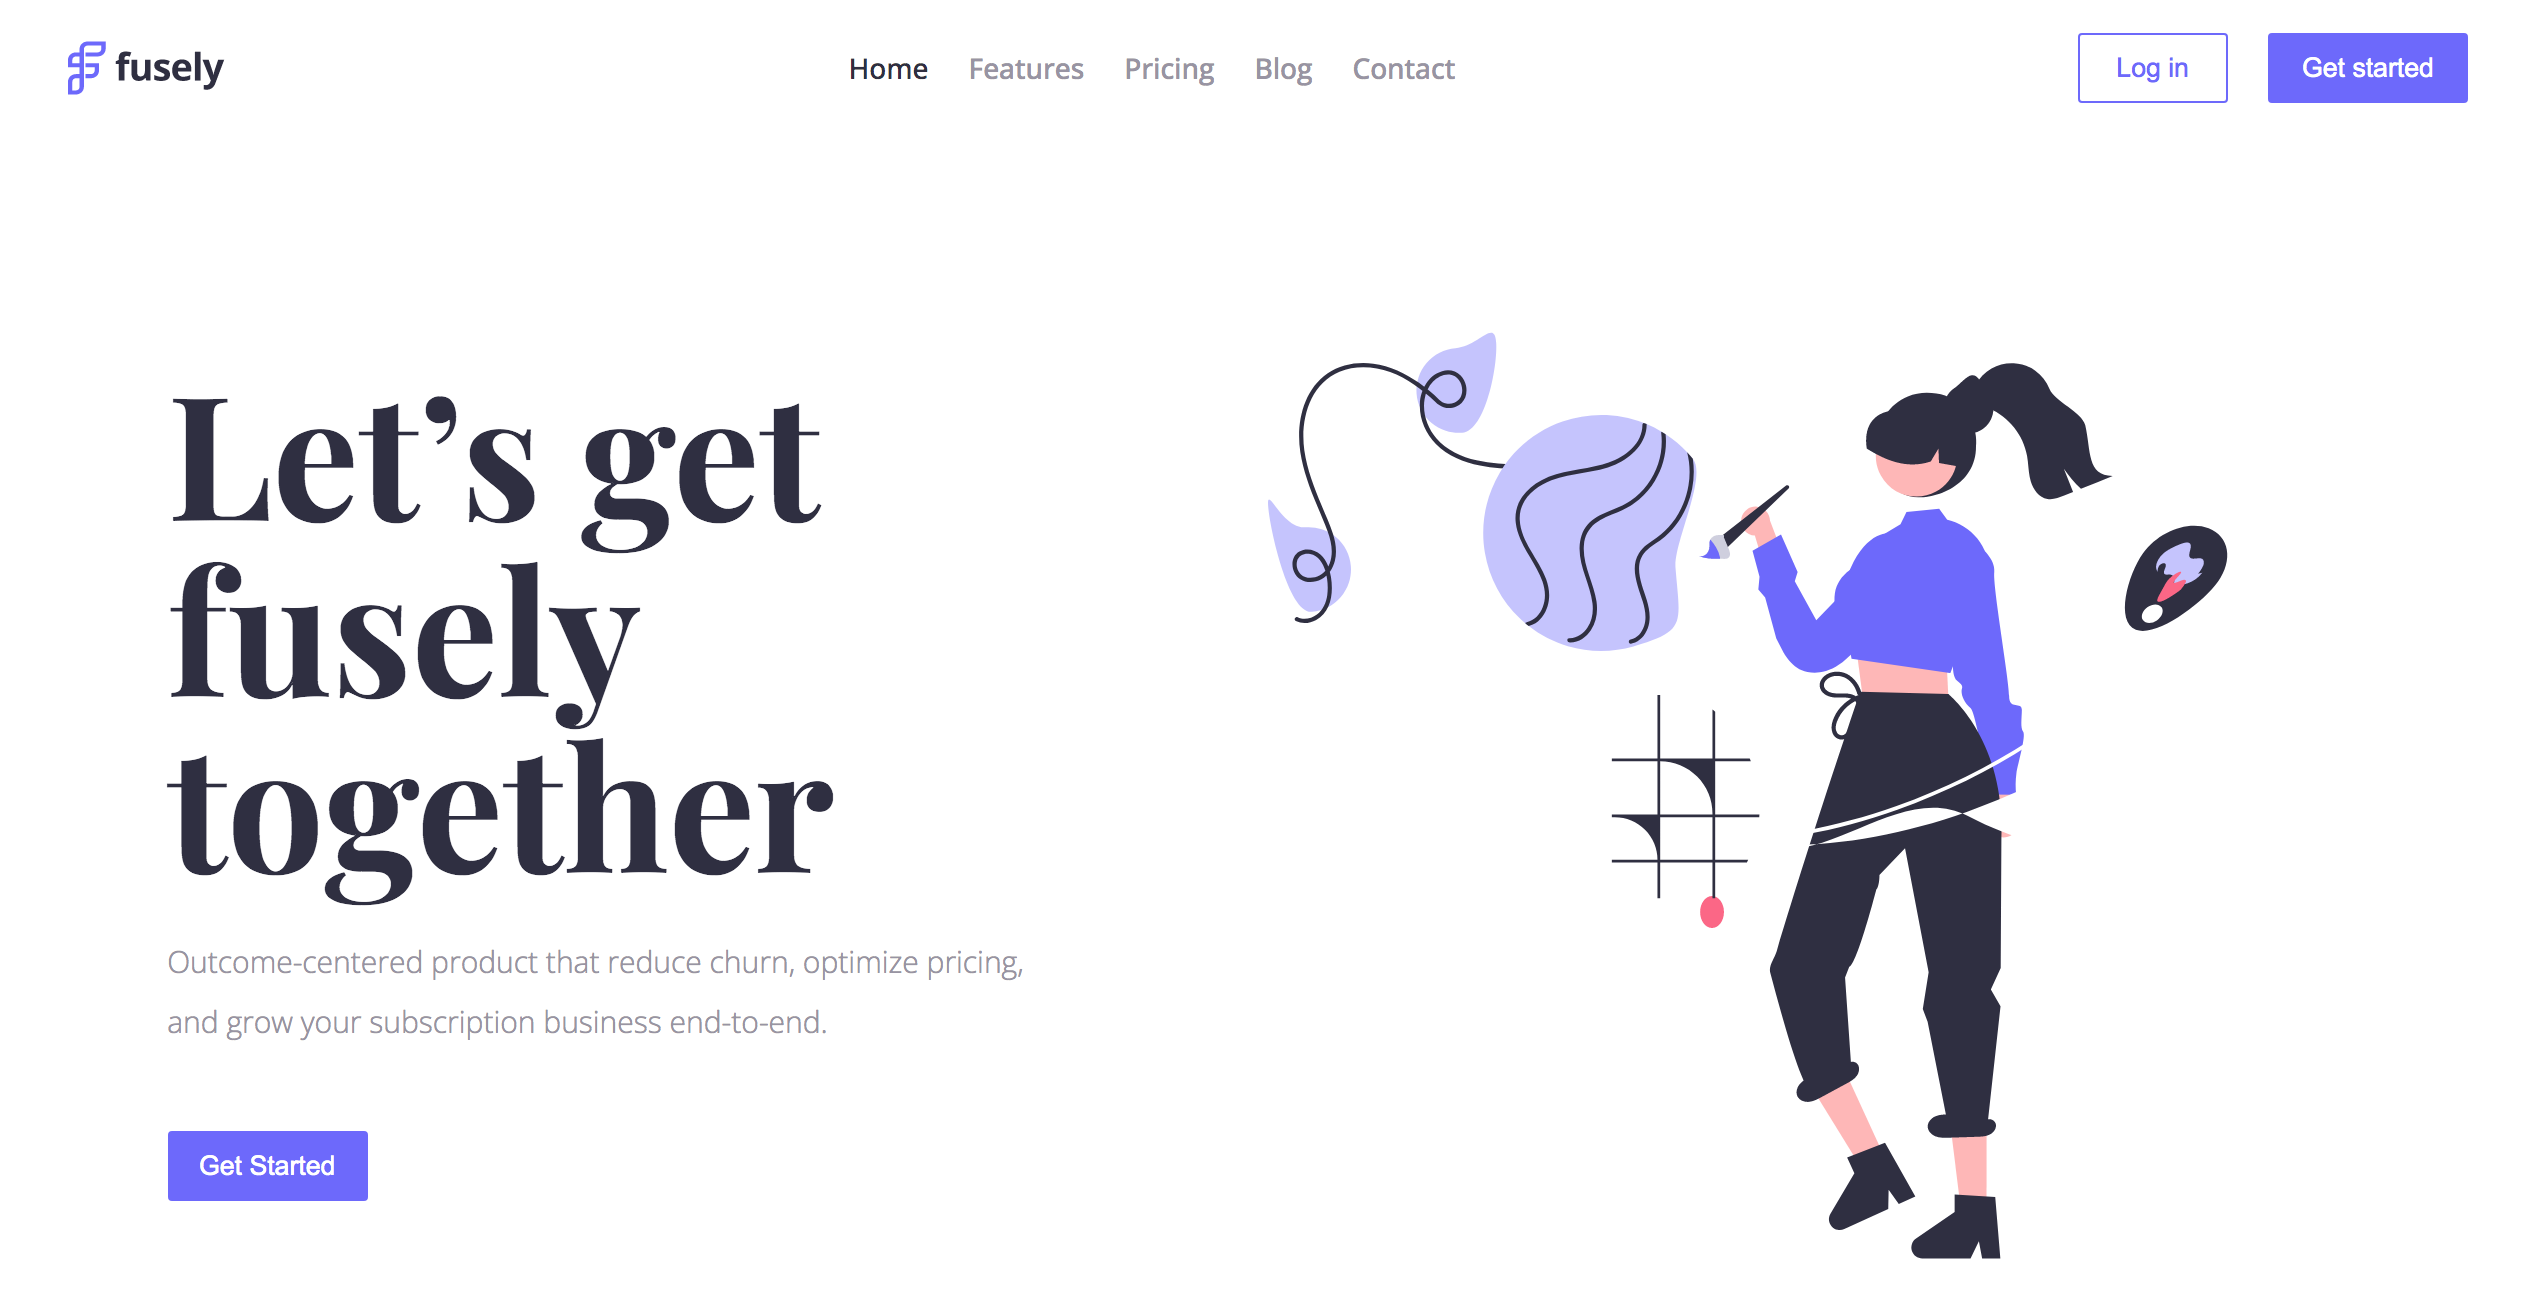 fusely
Home Features Pricing Blog Contact
Log in
Get started
Let’s get
fusely
together
Outcome-centered product that reduce churn, optimize pricing,
and grow your subscription business end-to-end.
Get Started